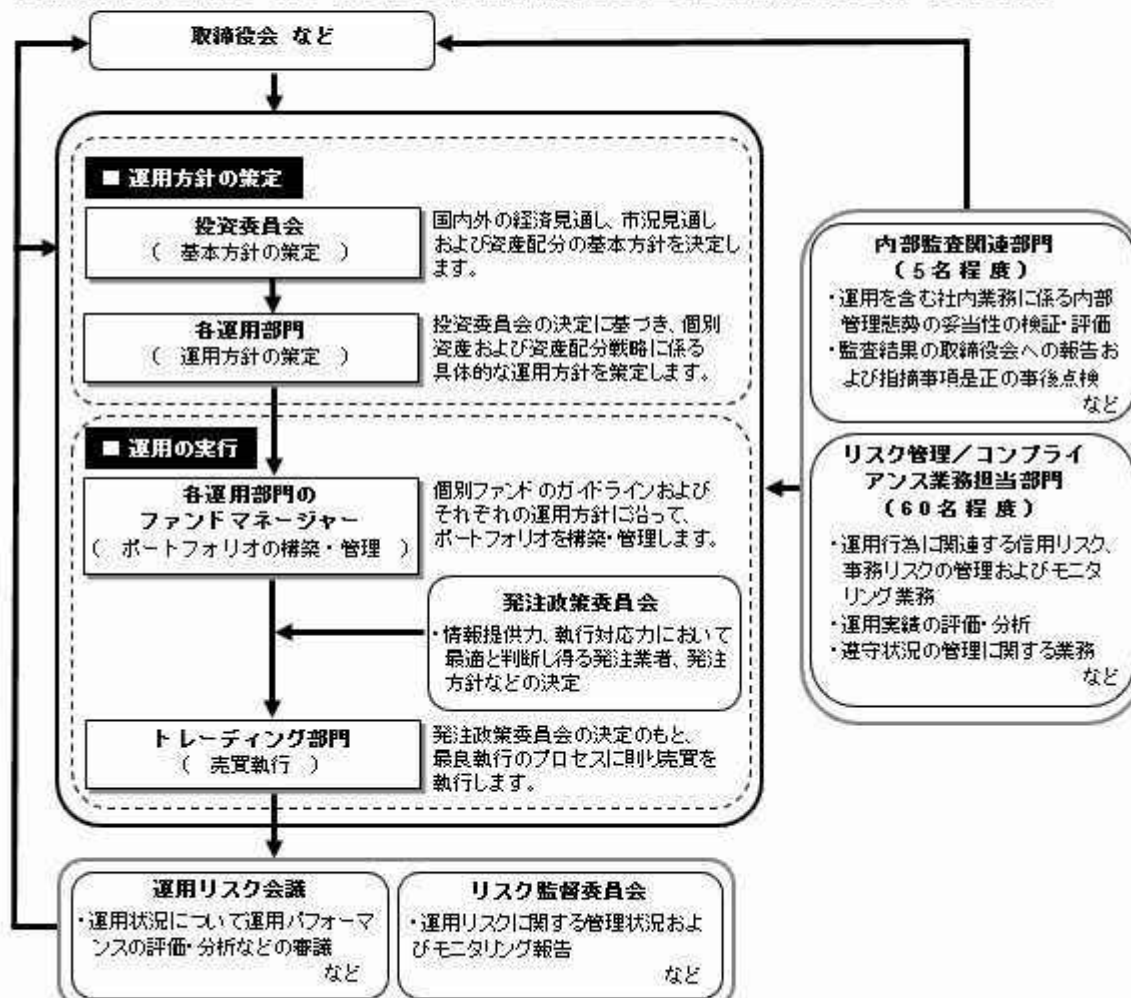 取締役会 など
■ 運用方針の策定
投資委員会
( 基本方針の策定 )
国内外の経済見通し、市況見通し
および資産配分の基本方針を決定し
ます。
各運用部門
( 運用方針の策定 )
投資委員会の決定に基づき、個別
資産および資産配分戦略に係る
具体的な運用方針を策定します。
■ 運用の実行
各運用部門の
ファンドマネージャー
( ポートフォリオの構築・管理 )
個別ファンドのガイドラインおよび
それぞれの運用方針に沿って、
ポートフォリオを構築・管理します。
発注政策委員会
・情報提供力、執行対応力において
最適と判断し得る発注業者、発注
方針などの決定
トレーディング部門
( 売買執行 )
発注政策委員会の決定のもと、
最良執行のプロセスに則り売買を
執行します。
内部監査関連部門
(5名程度)
・運用を含む社内業務に係る内部
管理態勢の妥当性の検証・評価
・監査結果の取締役会への報告お
よび指摘事項是正の事後点検
など
リスク管理/コンプライ
アンス業務担当部門
(60名程度)
・運用行為に関連する信用リスク、
事務リスクの管理およびモニタ
リング業務
・運用実績の評価・分析
・遵守状況の管理に関する業務
など
運用リスク会議
・運用状況について運用パフォーマ
ンスの評価・分析などの審議
など
リスク監督委員会
・運用リスクに関する管理状況およ
びモニタリング報告
など